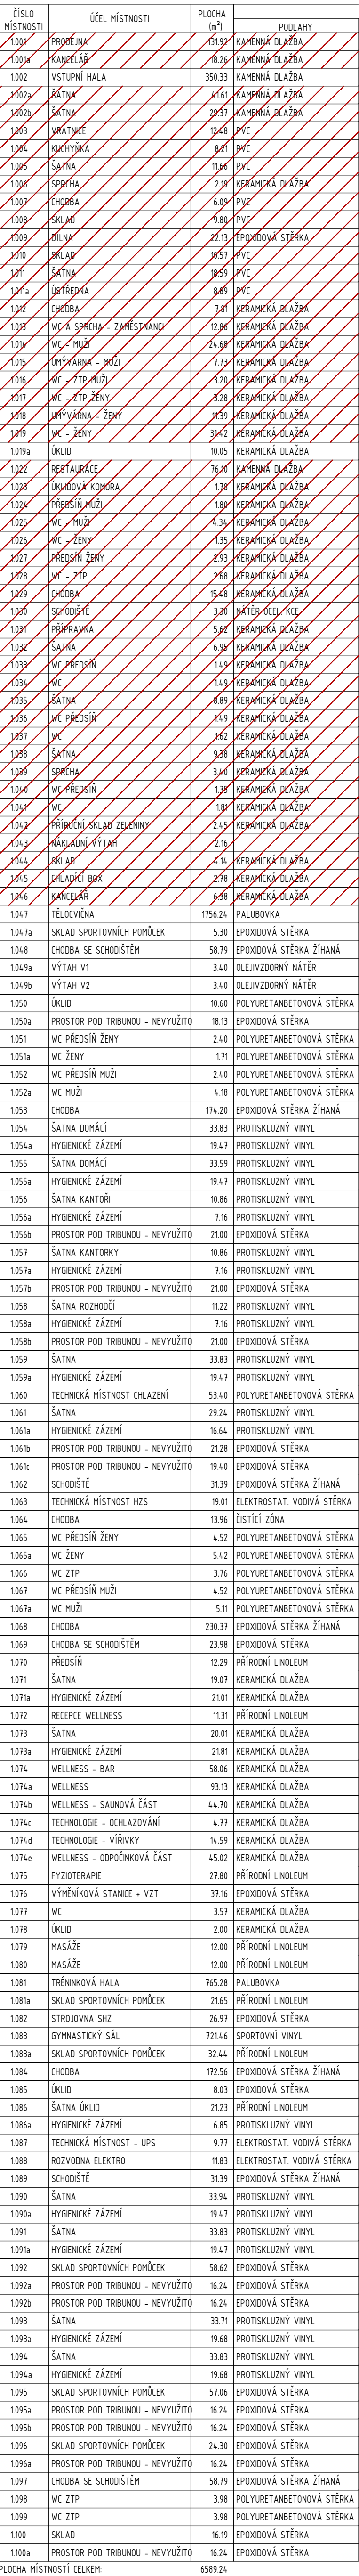 ČÍSLO MÍSTNOSTI ÚČEL MÍSTNOSTI PLOCHA (m²) PODLAHY
1.001 PRODEJNA 131.92 KAMENNÁ DLAŽBA
1.001a KANCELÁŘ 18.26 KAMENNÁ DLAŽBA
1.002 VSTUPNÍ HALA 350.33 KAMENNÁ DLAŽBA
1.002a ŠATNA 41.61 KAMENNÁ DLAŽBA
1.002b ŠATNA 29.37 KAMENNÁ DLAŽBA
1.003 VRÁTNICE 12.48 PVC
1.004 KUCHYŇKA 8.21 PVC
1.005 ŠATNA 11.66 PVC
1.006 SPRCHA 2.19 KERAMICKÁ DLAŽBA
1.007 CHODBA 6.09 PVC
1.008 SKLAD 9.80 PVC
1.009 DÍLNA 22.13 EPOXIDOVÁ STĚRKA
1.010 SKLAD 10.57 PVC
1.011 ŠATNA 18.59 PVC
1.011a ÚSTŘEDNA 8.89 PVC
1.012 CHODBA 7.81 KERAMICKÁ DLAŽBA
1.013 WC A SPRCHA - ZAMĚSTNANCI 12.86 KERAMICKÁ DLAŽBA
1.014 WC - MUŽI 24.68 KERAMICKÁ DLAŽBA
1.015 UMÝVÁRNA - MUŽI 7.73 KERAMICKÁ DLAŽBA
1.016 WC - ZTP MUŽI 3.20 KERAMICKÁ DLAŽBA
1.017 WC - ZTP ŽENY 3.28 KERAMICKÁ DLAŽBA
1.018 UMÝVÁRNA - ŽENY 11.39 KERAMICKÁ DLAŽBA
1.019 WC - ŽENY 31.42 KERAMICKÁ DLAŽBA
1.019a ÚKLID 10.05 KERAMICKÁ DLAŽBA
1.022 RESTAURACE 76.10 KAMENNÁ DLAŽBA
1.023 ÚKLIDOVÁ KOMORA 1.78 KERAMICKÁ DLAŽBA
1.024 PŘEDSÍŇ MUŽI 1.80 KERAMICKÁ DLAŽBA
1.025 WC - MUŽI 4.34 KERAMICKÁ DLAŽBA
1.026 WC - ŽENY 1.35 KERAMICKÁ DLAŽBA
1.027 PŘEDSÍŇ ŽENY 2.93 KERAMICKÁ DLAŽBA
1.028 WC - ZTP 2.68 KERAMICKÁ DLAŽBA
1.029 CHODBA 15.48 KERAMICKÁ DLAŽBA
1.030 SCHODIŠTĚ 3.30 NÁTĚR OCEL. KCE
1.031 PŘÍPRAVNA 5.62 KERAMICKÁ DLAŽBA
1.032 ŠATNA 6.95 KERAMICKÁ DLAŽBA
1.033 WC PŘEDSÍŇ 1.49 KERAMICKÁ DLAŽBA
1.034 WC 1.49 KERAMICKÁ DLAŽBA
1.035 ŠATNA 8.89 KERAMICKÁ DLAŽBA
1.036 WC PŘEDSÍŇ 1.49 KERAMICKÁ DLAŽBA
1.037 WC 1.62 KERAMICKÁ DLAŽBA
1.038 ŠATNA 9.38 KERAMICKÁ DLAŽBA
1.039 SPRCHA 3.40 KERAMICKÁ DLAŽBA
1.040 WC PŘEDSÍŇ 1.35 KERAMICKÁ DLAŽBA
1.041 WC 1.81 KERAMICKÁ DLAŽBA
1.042 PŘÍRUČNÍ SKLAD ZELENINY 2.45 KERAMICKÁ DLAŽBA
1.043 NÁKLADNÍ VÝTAH 2.16
1.044 SKLAD 4.14 KERAMICKÁ DLAŽBA
1.045 CHLADÍCÍ BOX 2.78 KERAMICKÁ DLAŽBA
1.046 KANCELÁŘ 6.38 KERAMICKÁ DLAŽBA
1.047 TĚLOCVIČNA 1756.24 PALUBOVKA
1.047a SKLAD SPORTOVNÍCH POMŮCEK 5.30 EPOXIDOVÁ STĚRKA
1.048 CHODBA SE SCHODIŠTĚM 58.79 EPOXIDOVÁ STĚRKA ŽÍHANÁ
1.049a VÝTAH V1 3.40 OLEJIVZDORNÝ NÁTĚR
1.049b VÝTAH V2 3.40 OLEJIVZDORNÝ NÁTĚR
1.050 ÚKLID 10.60 POLYURETANBETONOVÁ STĚRKA
1.050a PROSTOR POD TRIBUNOU - NEVYUŽITO 18.13 EPOXIDOVÁ STĚRKA
1.051 WC PŘEDSÍŇ ŽENY 2.40 POLYURETANBETONOVÁ STĚRKA
1.051a WC ŽENY 1.71 POLYURETANBETONOVÁ STĚRKA
1.052 WC PŘEDSÍŇ MUŽI 2.40 POLYURETANBETONOVÁ STĚRKA
1.052a WC MUŽI 4.18 POLYURETANBETONOVÁ STĚRKA
1.053 CHODBA 174.20 EPOXIDOVÁ STĚRKA ŽÍHANÁ
1.054 ŠATNA DOMÁCÍ 33.83 PROTISKLUZNÝ VINYL
1.054a HYGIENICKÉ ZÁZEMÍ 19.47 PROTISKLUZNÝ VINYL
1.055 ŠATNA DOMÁCÍ 33.59 PROTISKLUZNÝ VINYL
1.055a HYGIENICKÉ ZÁZEMÍ 19.47 PROTISKLUZNÝ VINYL
1.056 ŠATNA KANTOŘI 10.86 PROTISKLUZNÝ VINYL
1.056a HYGIENICKÉ ZÁZEMÍ 7.16 PROTISKLUZNÝ VINYL
1.056b PROSTOR POD TRIBUNOU - NEVYUŽITO 21.00 EPOXIDOVÁ STĚRKA
1.057 ŠATNA KANTORKY 10.86 PROTISKLUZNÝ VINYL
1.057a HYGIENICKÉ ZÁZEMÍ 7.16 PROTISKLUZNÝ VINYL
1.057b PROSTOR POD TRIBUNOU - NEVYUŽITO 21.00 EPOXIDOVÁ STĚRKA
1.058 ŠATNA ROZHODČÍ 11.22 PROTISKLUZNÝ VINYL
1.058a HYGIENICKÉ ZÁZEMÍ 7.16 PROTISKLUZNÝ VINYL
1.058b PROSTOR POD TRIBUNOU - NEVYUŽITO 21.00 EPOXIDOVÁ STĚRKA
1.059 ŠATNA 33.83 PROTISKLUZNÝ VINYL
1.059a HYGIENICKÉ ZÁZEMÍ 19.47 PROTISKLUZNÝ VINYL
1.060 TECHNICKÁ MÍSTNOST CHLAZENÍ 53.40 POLYURETANBETONOVÁ STĚRKA
1.061 ŠATNA 29.24 PROTISKLUZNÝ VINYL
1.061a HYGIENICKÉ ZÁZEMÍ 16.64 PROTISKLUZNÝ VINYL
1.061b PROSTOR POD TRIBUNOU - NEVYUŽITO 21.28 EPOXIDOVÁ STĚRKA
1.061c PROSTOR POD TRIBUNOU - NEVYUŽITO 19.40 EPOXIDOVÁ STĚRKA
1.062 SCHODIŠTĚ 31.39 EPOXIDOVÁ STĚRKA ŽÍHANÁ
1.063 TECHNICKÁ MÍSTNOST HZS 19.01 ELEKTROSTAT. VODIVÁ STĚRKA
1.064 CHODBA 13.96 ČISTÍCÍ ZÓNA
1.065 WC PŘEDSÍŇ ŽENY 4.52 POLYURETANBETONOVÁ STĚRKA
1.065a WC ŽENY 5.42 POLYURETANBETONOVÁ STĚRKA
1.066 WC ZTP 3.76 POLYURETANBETONOVÁ STĚRKA
1.067 WC PŘEDSÍŇ MUŽI 4.52 POLYURETANBETONOVÁ STĚRKA
1.067a WC MUŽI 5.11 POLYURETANBETONOVÁ STĚRKA
1.068 CHODBA 230.37 EPOXIDOVÁ STĚRKA ŽÍHANÁ
1.069 CHODBA SE SCHODIŠTĚM 23.98 EPOXIDOVÁ STĚRKA
1.070 PŘEDSÍŇ 12.29 PŘÍRODNÍ LINOLEUM
1.071 ŠATNA 19.07 KERAMICKÁ DLAŽBA
1.071a HYGIENICKÉ ZÁZEMÍ 21.01 KERAMICKÁ DLAŽBA
1.072 RECEPCE WELLNESS 11.31 PŘÍRODNÍ LINOLEUM
1.073 ŠATNA 20.01 KERAMICKÁ DLAŽBA
1.073a HYGIENICKÉ ZÁZEMÍ 21.81 KERAMICKÁ DLAŽBA
1.074 WELLNESS - BAR 58.06 KERAMICKÁ DLAŽBA
1.074a WELLNESS 93.13 KERAMICKÁ DLAŽBA
1.074b WELLNESS - SAUNOVÁ ČÁST 44.70 KERAMICKÁ DLAŽBA
1.074c TECHNOLOGIE - OCHLAZOVÁNÍ 4.77 KERAMICKÁ DLAŽBA
1.074d TECHNOLOGIE - VÍŘIVKY 14.59 KERAMICKÁ DLAŽBA
1.074e WELLNESS - ODPOČINKOVÁ ČÁST 45.02 KERAMICKÁ DLAŽBA
1.075 FYZIOTERAPIE 27.80 PŘÍRODNÍ LINOLEUM
1.076 VÝMĚNÍKOVÁ STANICE + VZT 37.16 EPOXIDOVÁ STĚRKA
1.077 WC 3.57 KERAMICKÁ DLAŽBA
1.078 ÚKLID 2.00 KERAMICKÁ DLAŽBA
1.079 MASÁŽE 12.00 PŘÍRODNÍ LINOLEUM
1.080 MASÁŽE 12.00 PŘÍRODNÍ LINOLEUM
1.081 TRÉNINKOVÁ HALA 765.28 PALUBOVKA
1.081a SKLAD SPORTOVNÍCH POMŮCEK 21.65 PŘÍRODNÍ LINOLEUM
1.082 STROJOVNA SHZ 26.97 EPOXIDOVÁ STĚRKA
1.083 GYMNASTICKÝ SÁL 721.46 SPORTOVNÍ VINYL
1.083a SKLAD SPORTOVNÍCH POMŮCEK 32.44 PŘÍRODNÍ LINOLEUM
1.084 CHODBA 172.56 EPOXIDOVÁ STĚRKA ŽÍHANÁ
1.085 ÚKLID 8.03 EPOXIDOVÁ STĚRKA
1.086 ŠATNA ÚKLID 21.23 PŘÍRODNÍ LINOLEUM
1.086a HYGIENICKÉ ZÁZEMÍ 6.85 PROTISKLUZNÝ VINYL
1.087 TECHNICKÁ MÍSTNOST - UPS 9.77 ELEKTROSTAT. VODIVÁ STĚRKA
1.088 ROZVODNA ELEKTRO 11.83 ELEKTROSTAT. VODIVÁ STĚRKA
1.089 SCHODIŠTĚ 31.39 EPOXIDOVÁ STĚRKA ŽÍHANÁ
1.090 ŠATNA 33.94 PROTISKLUZNÝ VINYL
1.090a HYGIENICKÉ ZÁZEMÍ 19.47 PROTISKLUZNÝ VINYL
1.091 ŠATNA 33.83 PROTISKLUZNÝ VINYL
1.091a HYGIENICKÉ ZÁZEMÍ 19.47 PROTISKLUZNÝ VINYL
1.092 SKLAD SPORTOVNÍCH POMŮCEK 58.62 EPOXIDOVÁ STĚRKA
1.092a PROSTOR POD TRIBUNOU - NEVYUŽITO 16.24 EPOXIDOVÁ STĚRKA
1.092b PROSTOR POD TRIBUNOU - NEVYUŽITO 16.24 EPOXIDOVÁ STĚRKA
1.093 ŠATNA 33.71 PROTISKLUZNÝ VINYL
1.093a HYGIENICKÉ ZÁZEMÍ 19.68 PROTISKLUZNÝ VINYL
1.094 ŠATNA 33.83 PROTISKLUZNÝ VINYL
1.094a HYGIENICKÉ ZÁZEMÍ 19.68 PROTISKLUZNÝ VINYL
1.095 SKLAD SPORTOVNÍCH POMŮCEK 57.06 EPOXIDOVÁ STĚRKA
1.095a PROSTOR POD TRIBUNOU - NEVYUŽITO 16.24 EPOXIDOVÁ STĚRKA
1.095b PROSTOR POD TRIBUNOU - NEVYUŽITO 16.24 EPOXIDOVÁ STĚRKA
1.096 SKLAD SPORTOVNÍCH POMŮCEK 24.30 EPOXIDOVÁ STĚRKA
1.096a PROSTOR POD TRIBUNOU - NEVYUŽITO 16.24 EPOXIDOVÁ STĚRKA
1.097 CHODBA SE SCHODIŠTĚM 58.79 EPOXIDOVÁ STĚRKA ŽÍHANÁ
1.098 WC ZTP 3.98 POLYURETANBETONOVÁ STĚRKA
1.099 WC ZTP 3.98 POLYURETANBETONOVÁ STĚRKA
1.100 SKLAD 16.19 EPOXIDOVÁ STĚRKA
1.100a PROSTOR POD TRIBUNOU - NEVYUŽITO 16.24 EPOXIDOVÁ STĚRKA
PLOCHA MÍSTNOSTÍ CELKEM: 6589.24